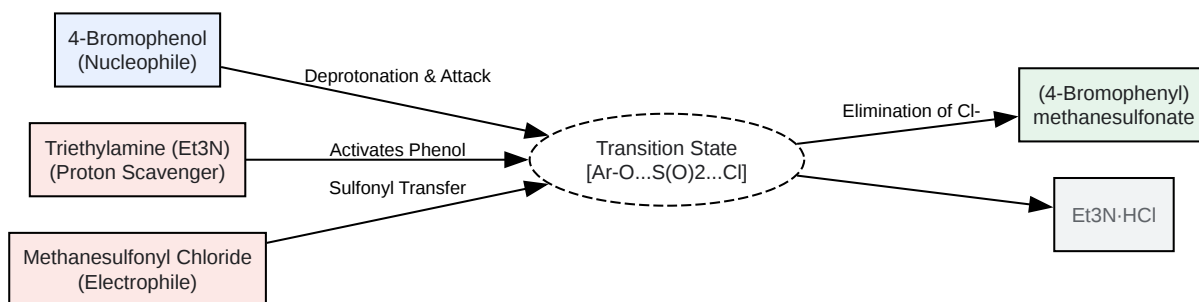 4-Bromophenol
(Nucleophile)
Deprotonation & Attack
Triethylamine (Et3N)
(Proton Scavenger)
Activates Phenol
Sulfonyl Transfer
Methanesulfonyl Chloride
(Electrophile)
Transition State
[Ar-O...S(O)2...Cl]
Elimination of Cl-
(4-Bromophenyl)
methanesulfonate
Et3N·HCl